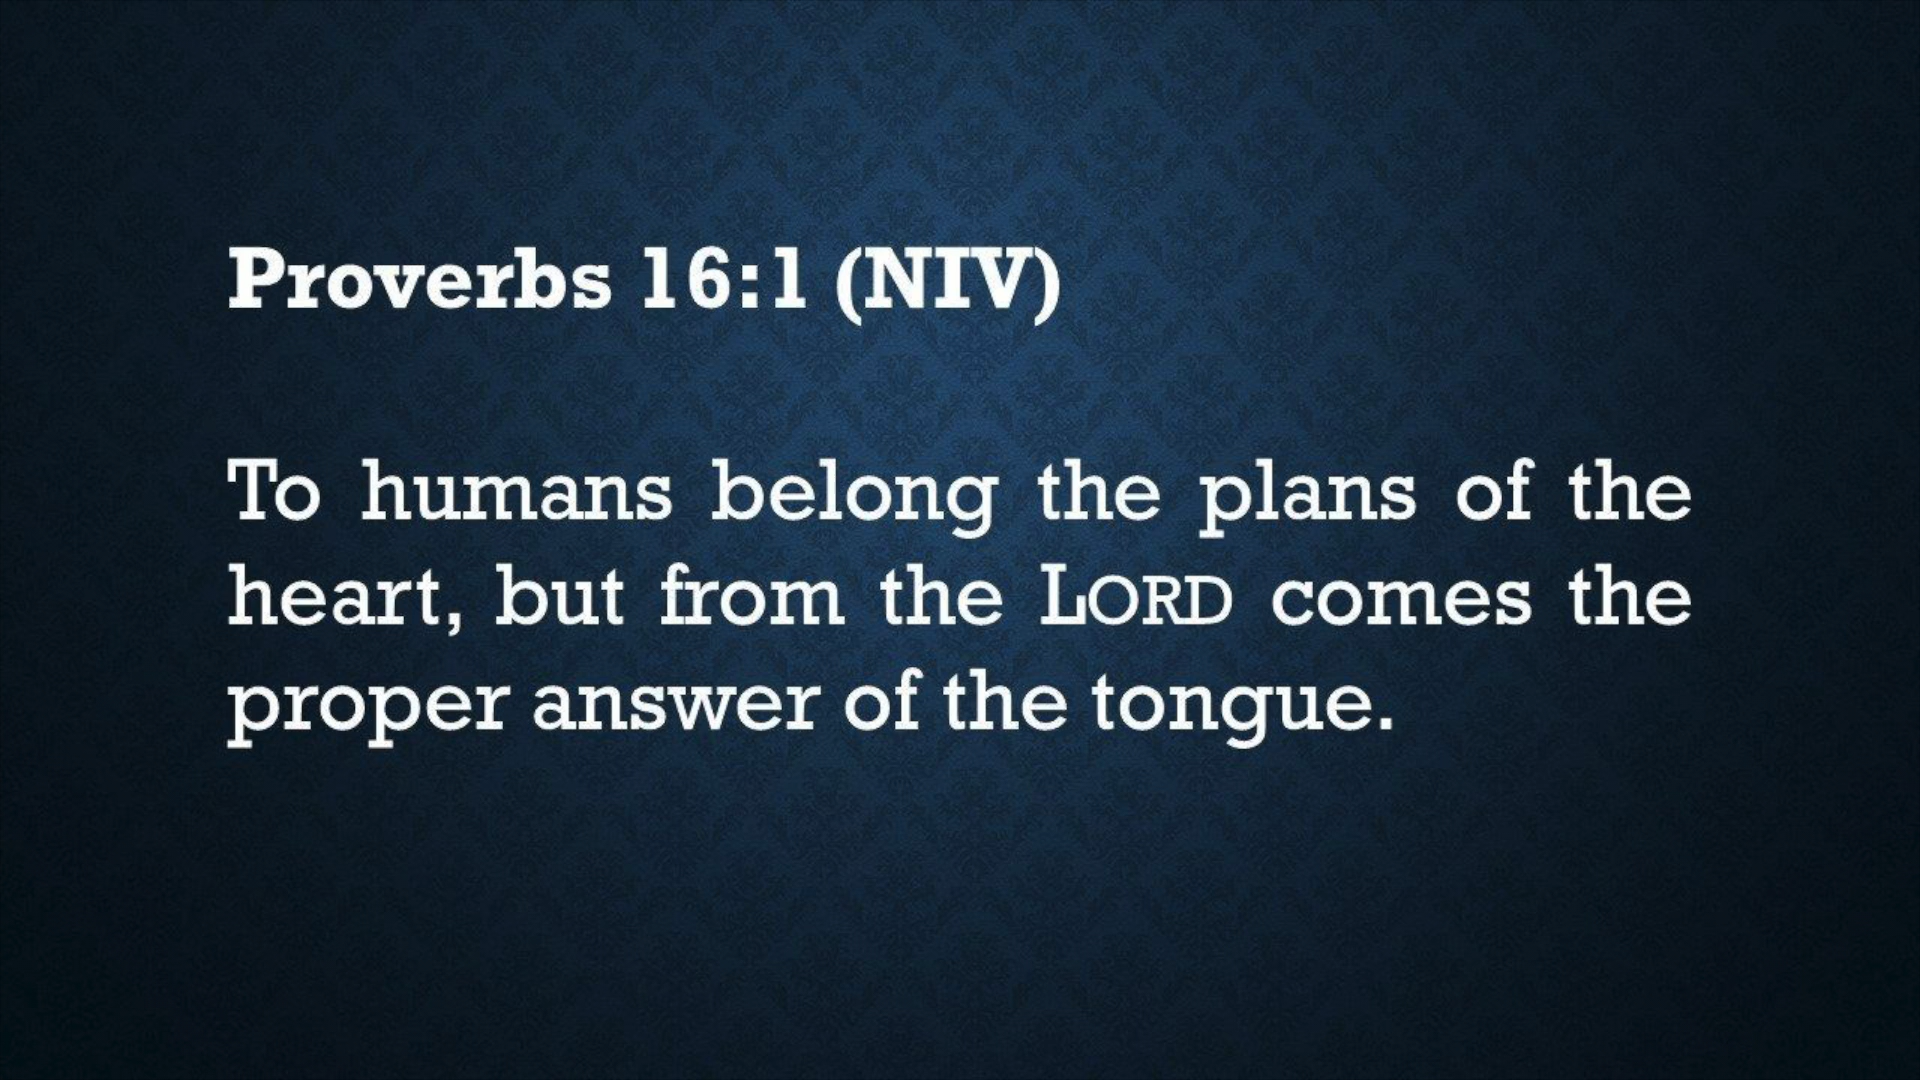 Proverbs 16:1 (NIV)
To humans belong the plans of the
heart, but from the LORD comes the
proper answer of the tongue.